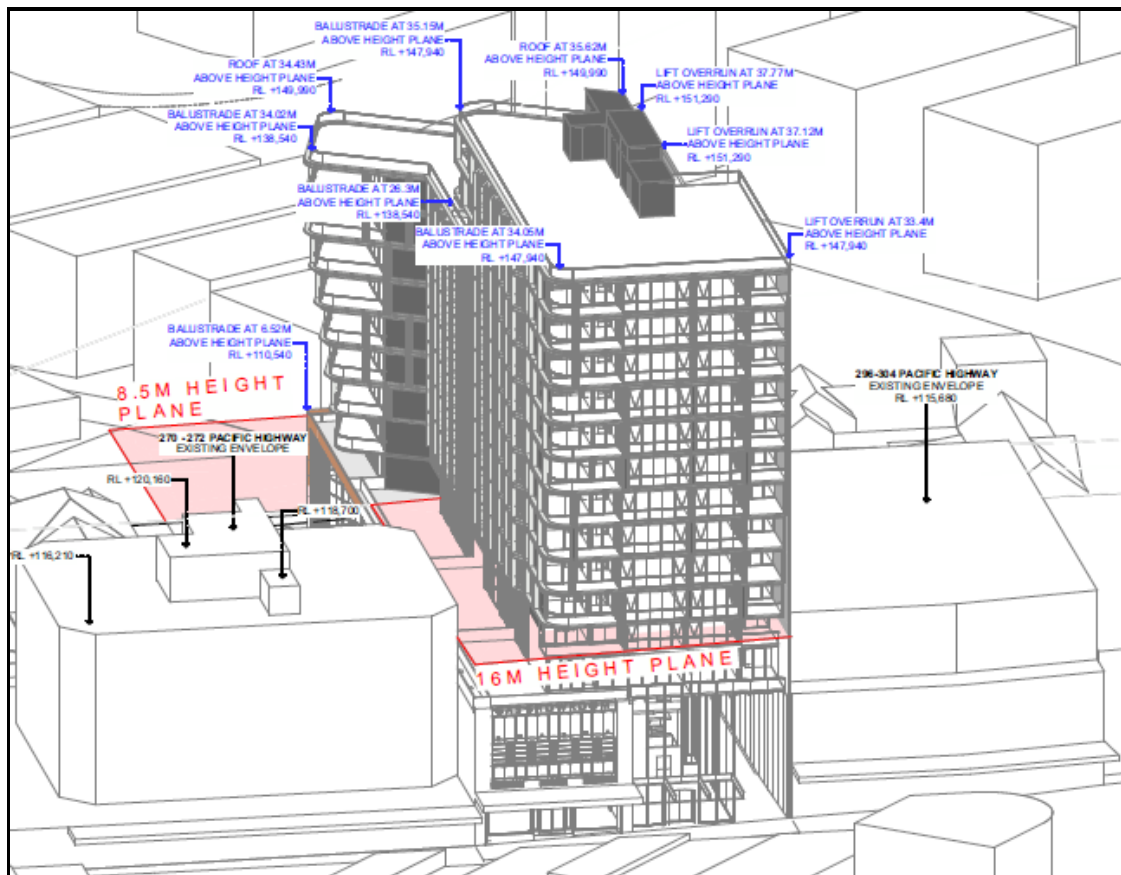 BALUSTRADE AT 35.15M
ABOVE HEIGHT PLANE
RL +147,940
ROOF AT 35.62M
ABOVE HEIGHT PLANE
RL +149,990
ROOF AT 34.43M
ABOVE HEIGHT PLANE
RL +149,990
LIFT OVERRUN AT 37.77M
ABOVE HEIGHT PLANE
RL +151,290
BALUSTRADE AT 34.02M
ABOVE HEIGHT PLANE
RL +138,540
LIFT OVERRUN AT 37.12M
ABOVE HEIGHT PLANE
RL +151,290
BALUSTRADE AT 26.3M
ABOVE HEIGHT PLANE
RL +138,540
BALUSTRADE AT 34.05M
ABOVE HEIGHT PLANE
RL +147,940
LIFT OVERRUN AT 33.4M
ABOVE HEIGHT PLANE
RL +147,940
BALUSTRADE AT 6.52M
ABOVE HEIGHT PLANE
RL +110,540
8.5M HEIGHT
PLANE
296-304 PACIFIC HIGHWAY
EXISTING ENVELOPE
RL +115,680
270 -272 PACIFIC HIGHWAY
EXISTING ENVELOPE
RL +120,160
RL +118,700
RL +116,210
16M HEIGHT PLANE